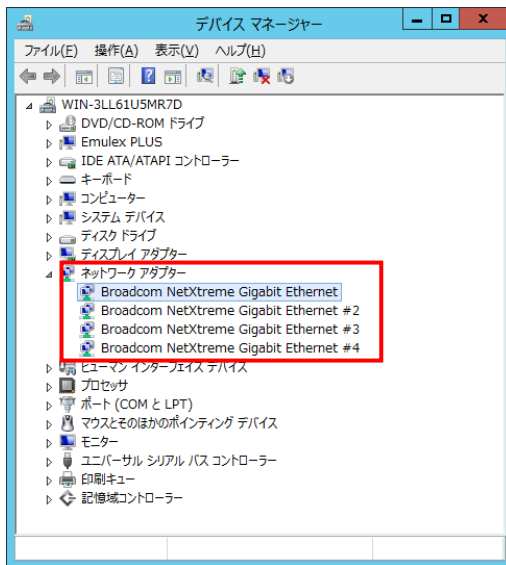 デバイス マネージャー
ファイル(F) 操作(A) 表示(V) ヘルプ(H)
WIN-3LL61U5MR7D
DVD/CD-ROM ドライブ
Emulex PLUS
IDE ATA/ATAPI コントローラー
キーボード
コンピューター
システム デバイス
ディスク ドライブ
ディスプレイ アダプター
ネットワーク アダプター
Broadcom NetXtreme Gigabit Ethernet
Broadcom NetXtreme Gigabit Ethernet #2
Broadcom NetXtreme Gigabit Ethernet #3
Broadcom NetXtreme Gigabit Ethernet #4
ヒューマン インターフェイス デバイス
プロセッサ
ポート (COM と LPT)
マウスとそのほかのポインティング デバイス
モニター
ユニバーサル シリアル バス コントローラー
印刷キュー
記憶域コントローラー